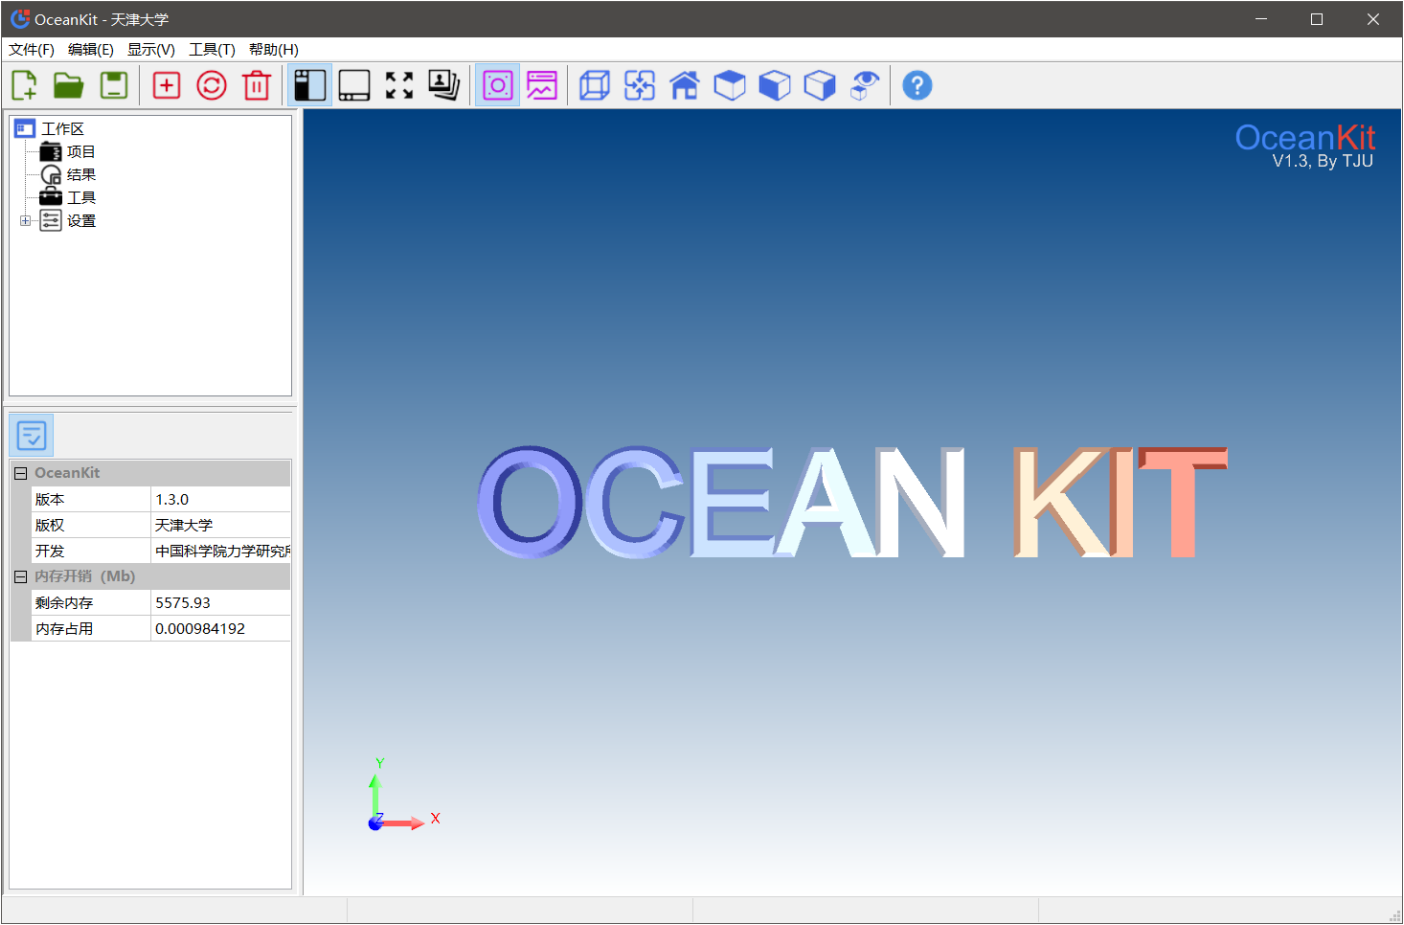 OceanKit - 天津大学
文件(F) 编辑(E) 显示(V) 工具(T) 帮助(H)
工作区
项目
结果
工具
设置
OceanKit
版本 1.3.0
版权 天津大学
开发 中国科学院力学研究
内存开销 (Mb)
剩余内存 5575.93
内存占用 0.000984192
OceanKit
V1.3, By TJU
OCEAN KIT
Y
Z
X